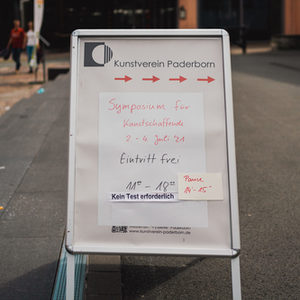 Kunstverein Paderborn
Symposium für
Kunstschaffende
2 - 4. Juli '21
Eintritt frei
11⁰⁰ - 18⁰⁰
Kein Test erforderlich
Pause
14 - 15⁰⁰
www.kunstverein-paderborn.de